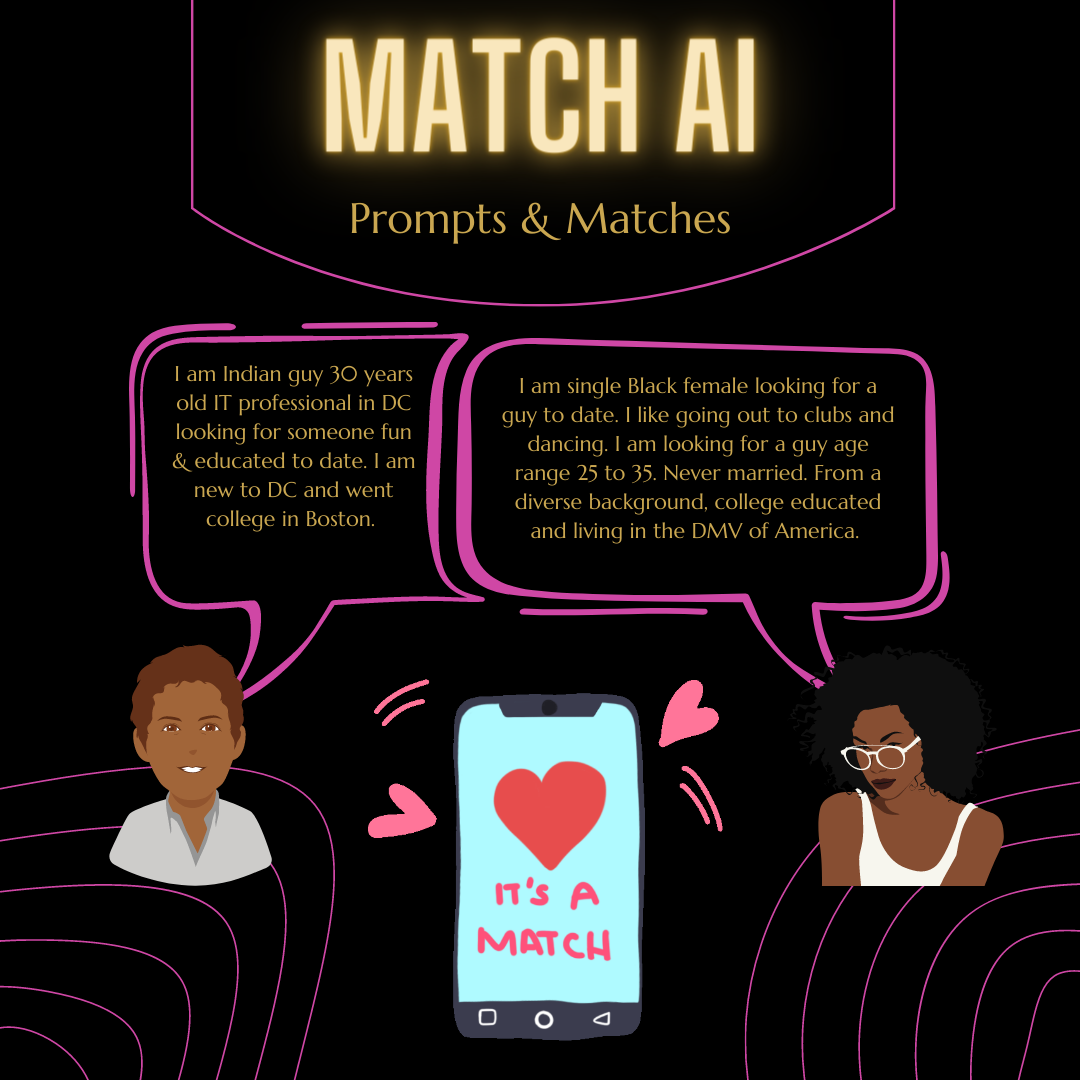 MATCH AI
Prompts & Matches
I am Indian guy 30 years
old IT professional in DC
looking for someone fun
& educated to date. I am
new to DC and went
college in Boston.
I am single Black female looking for a
guy to date. I like going out to clubs and
dancing. I am looking for a guy age
range 25 to 35. Never married. From a
diverse background, college educated
and living in the DMV of America.
IT'S A
MATCH